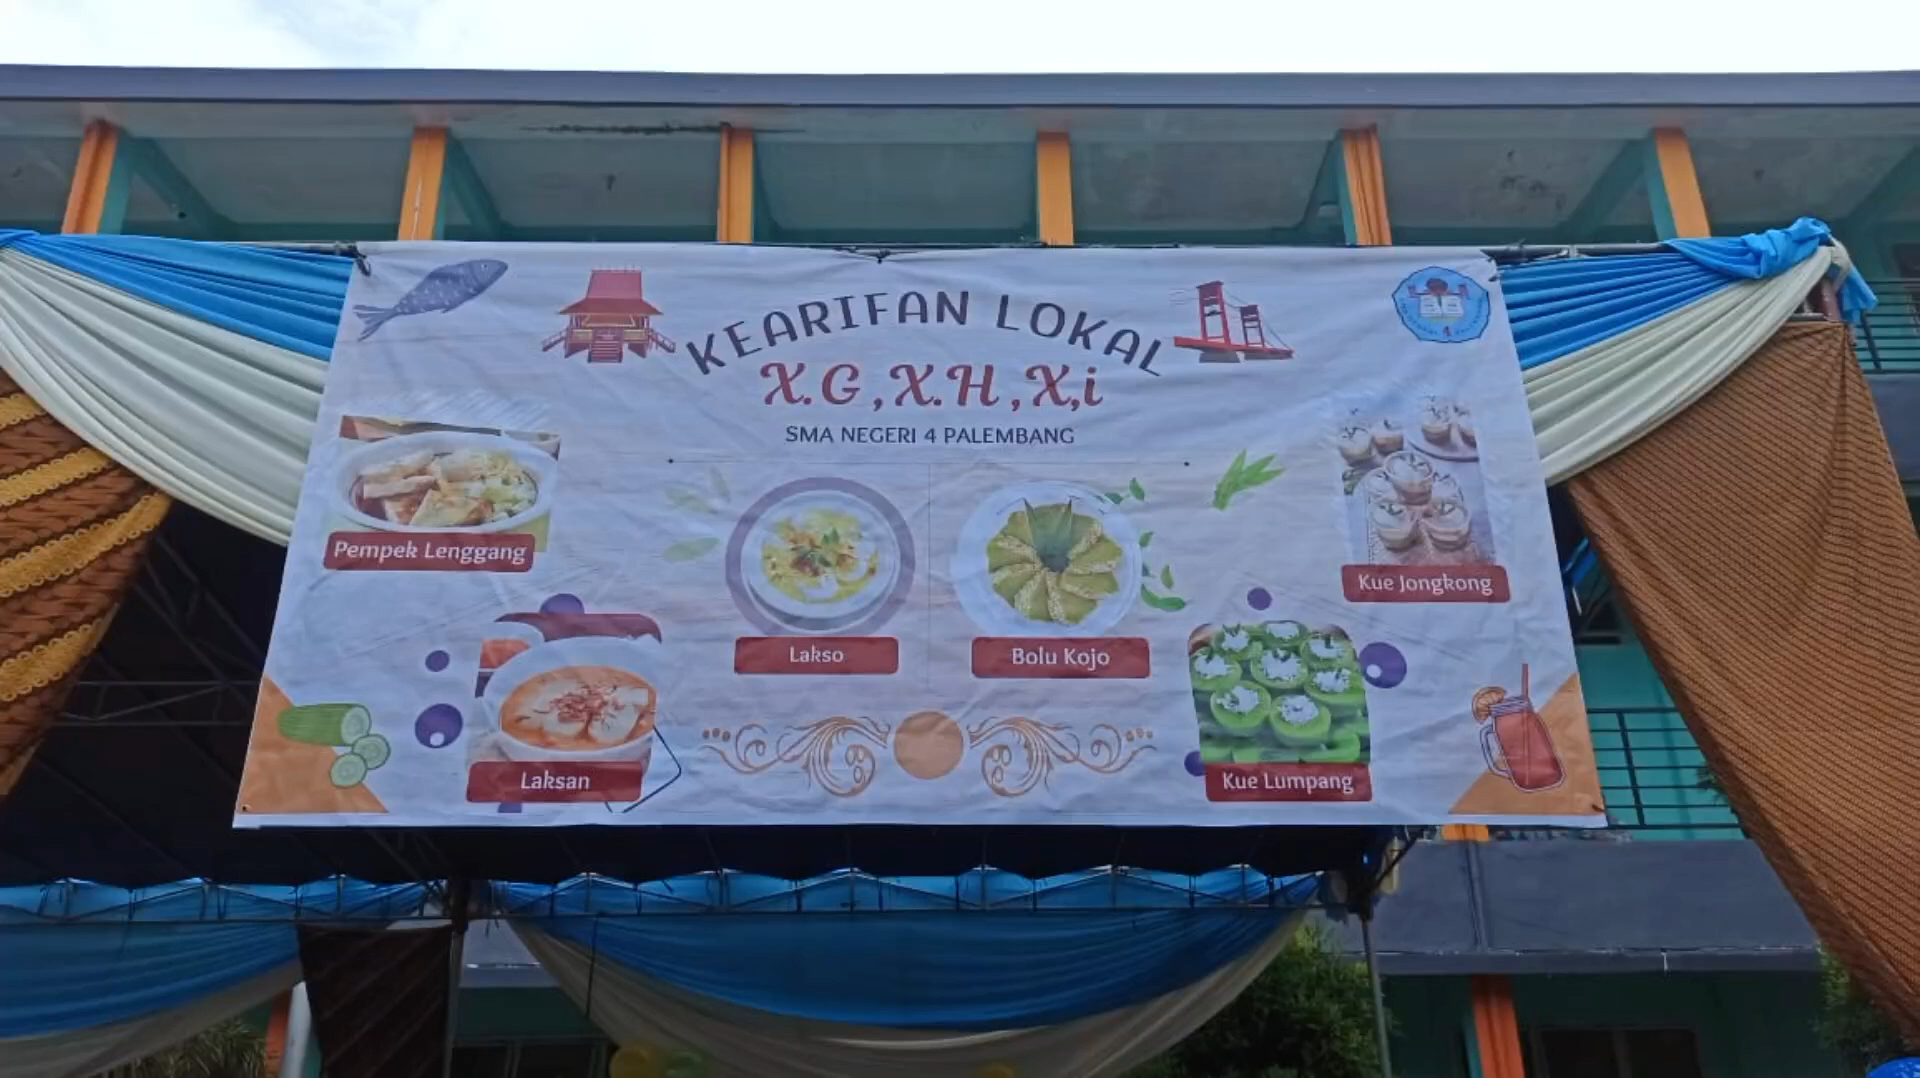 KEARIFAN LOKAL
X.G, X.H, X,i
SMA NEGERI 4 PALEMBANG
Pempek Lenggang
Kue Jongkong
Lakso
Bolu Kojo
Laksan
Kue Lumpang